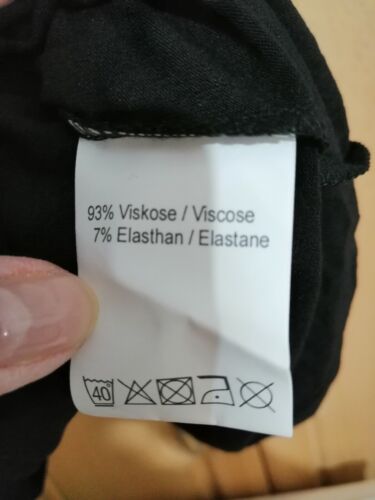 93% Viskose / Viscose
7% Elasthan / Elastane
40